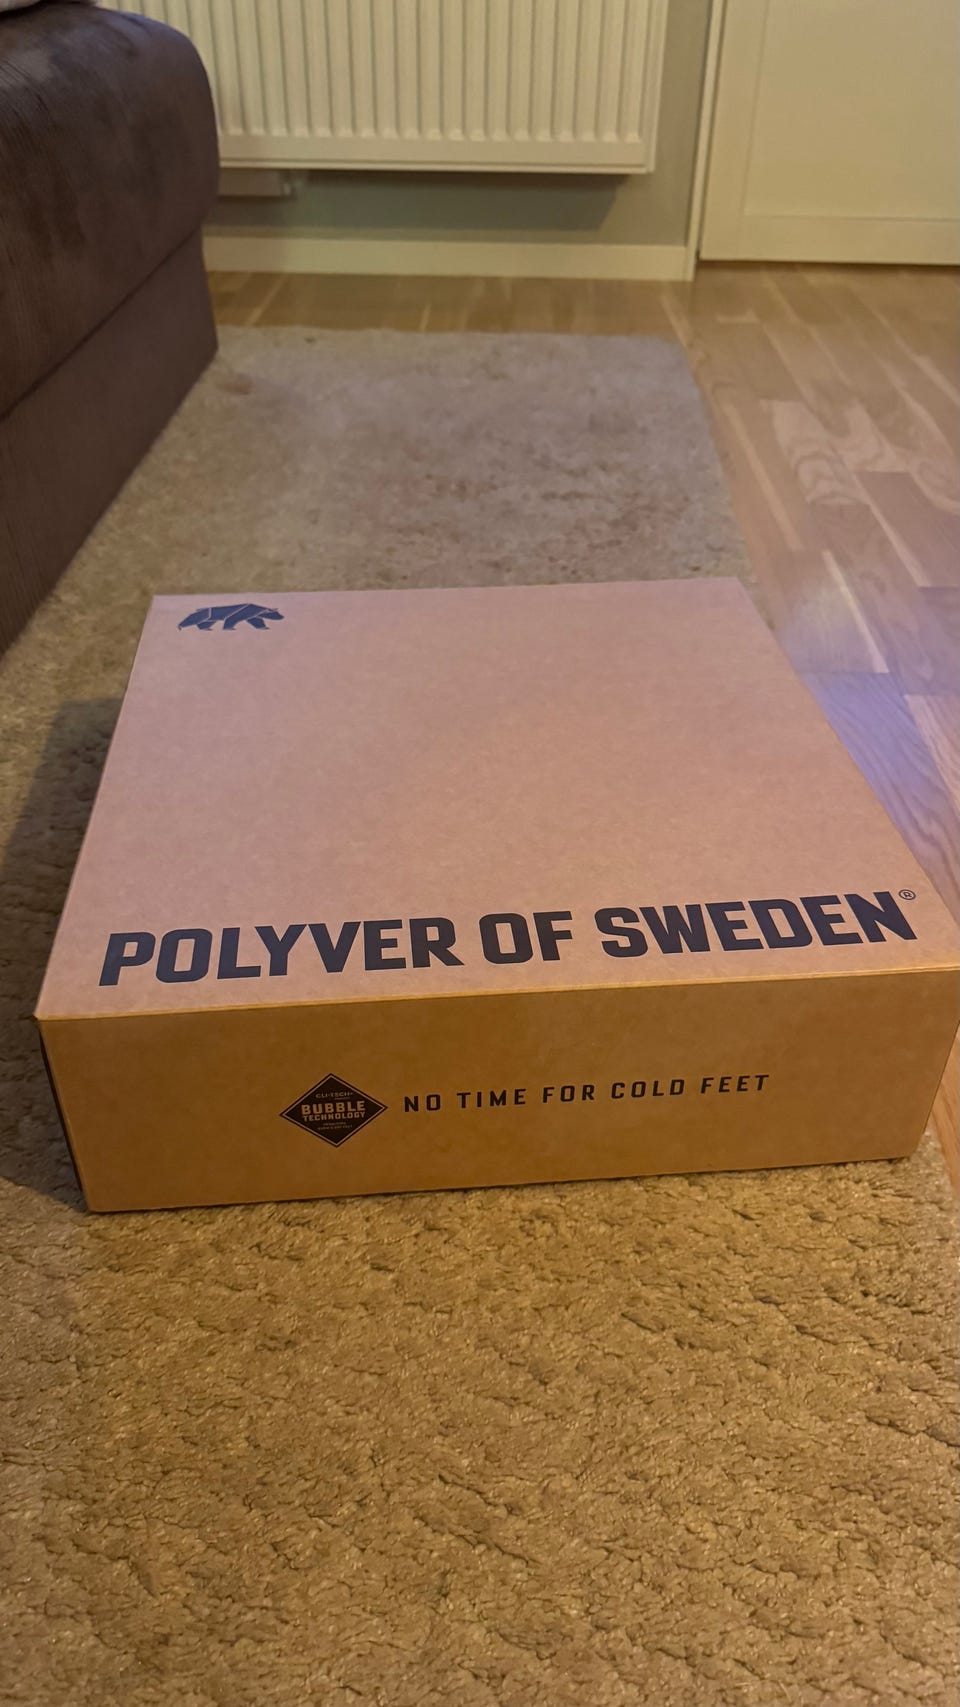 POLYVER OF SWEDEN®
BUBBLE
TECHNOLOGY
NO TIME FOR COLD FEET